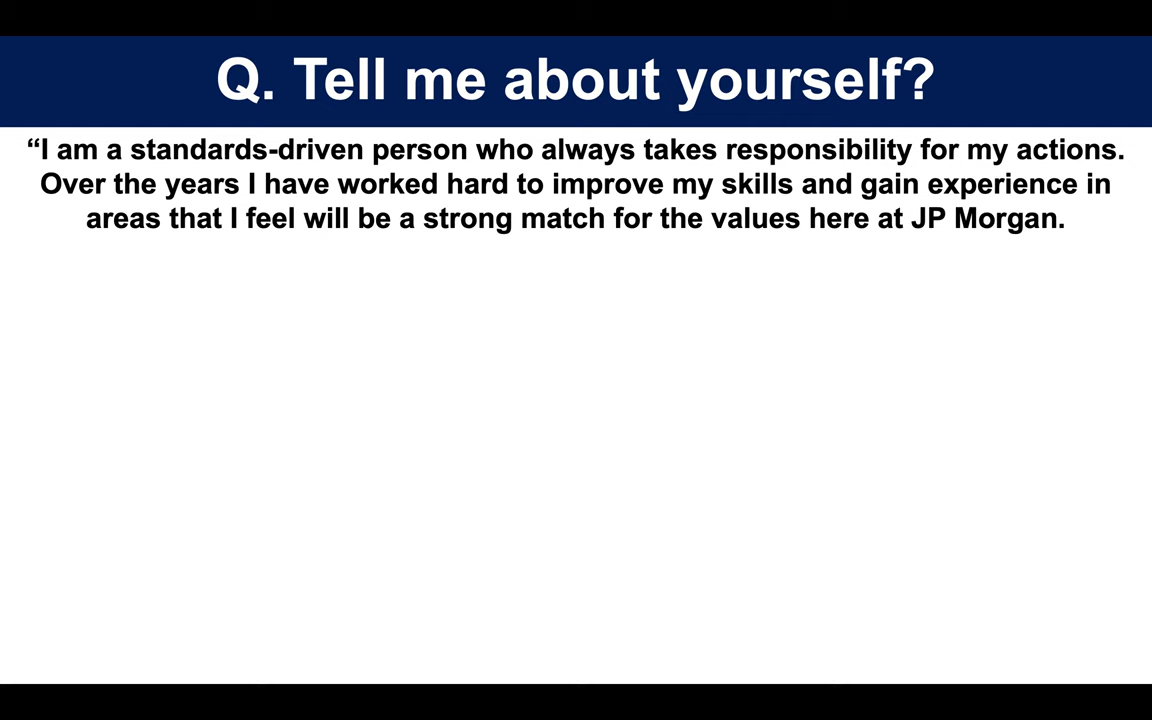 Q. Tell me about yourself?
“I am a standards-driven person who always takes responsibility for my actions.
Over the years I have worked hard to improve my skills and gain experience in
areas that I feel will be a strong match for the values here at JP Morgan.